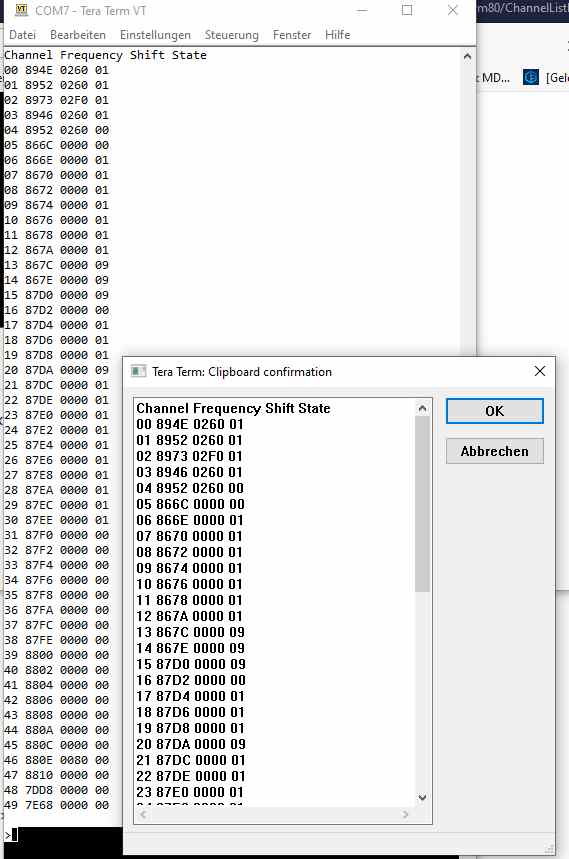 COM7 - Tera Term VT
Datei Bearbeiten Einstellungen Steuerung Fenster Hilfe
Channel Frequency Shift State
00 894E 0260 01
01 8952 0260 01
02 8973 02F0 01
03 8946 0260 01
04 8952 0260 00
05 866C 0000 00
06 866E 0000 01
07 8670 0000 01
08 8672 0000 01
09 8674 0000 01
10 8676 0000 01
11 8678 0000 01
12 867A 0000 01
13 867C 0000 09
14 867E 0000 09
15 87D0 0000 09
16 87D2 0000 00
17 87D4 0000 01
18 87D6 0000 01
19 87D8 0000 01
20 87DA 0000 09
21 87DC 0000 01
22 87DE 0000 01
23 87E0 0000 01
24 87E2 0000 01
25 87E4 0000 01
26 87E6 0000 01
27 87E8 0000 01
28 87EA 0000 01
29 87EC 0000 01
30 87EE 0000 01
31 87F0 0000 00
32 87F2 0000 00
33 87F4 0000 00
34 87F6 0000 00
35 87F8 0000 00
36 87FA 0000 00
37 87FC 0000 00
38 87FE 0000 00
39 8800 0000 00
40 8802 0000 00
41 8804 0000 00
42 8806 0000 00
43 8808 0000 00
44 880A 0000 00
45 880C 0000 00
46 880E 0080 00
47 8810 0000 00
48 7DD8 0000 00
49 7E68 0000 00
>
Tera Term: Clipboard confirmation
Channel Frequency Shift State
00 894E 0260 01
01 8952 0260 01
02 8973 02F0 01
03 8946 0260 01
04 8952 0260 00
05 866C 0000 00
06 866E 0000 01
07 8670 0000 01
08 8672 0000 01
09 8674 0000 01
10 8676 0000 01
11 8678 0000 01
12 867A 0000 01
13 867C 0000 09
14 867E 0000 09
15 87D0 0000 09
16 87D2 0000 00
17 87D4 0000 01
18 87D6 0000 01
19 87D8 0000 01
20 87DA 0000 09
21 87DC 0000 01
22 87DE 0000 01
23 87E0 0000 01
OK
Abbrechen
m80/ChannelList
MD...
[Gel